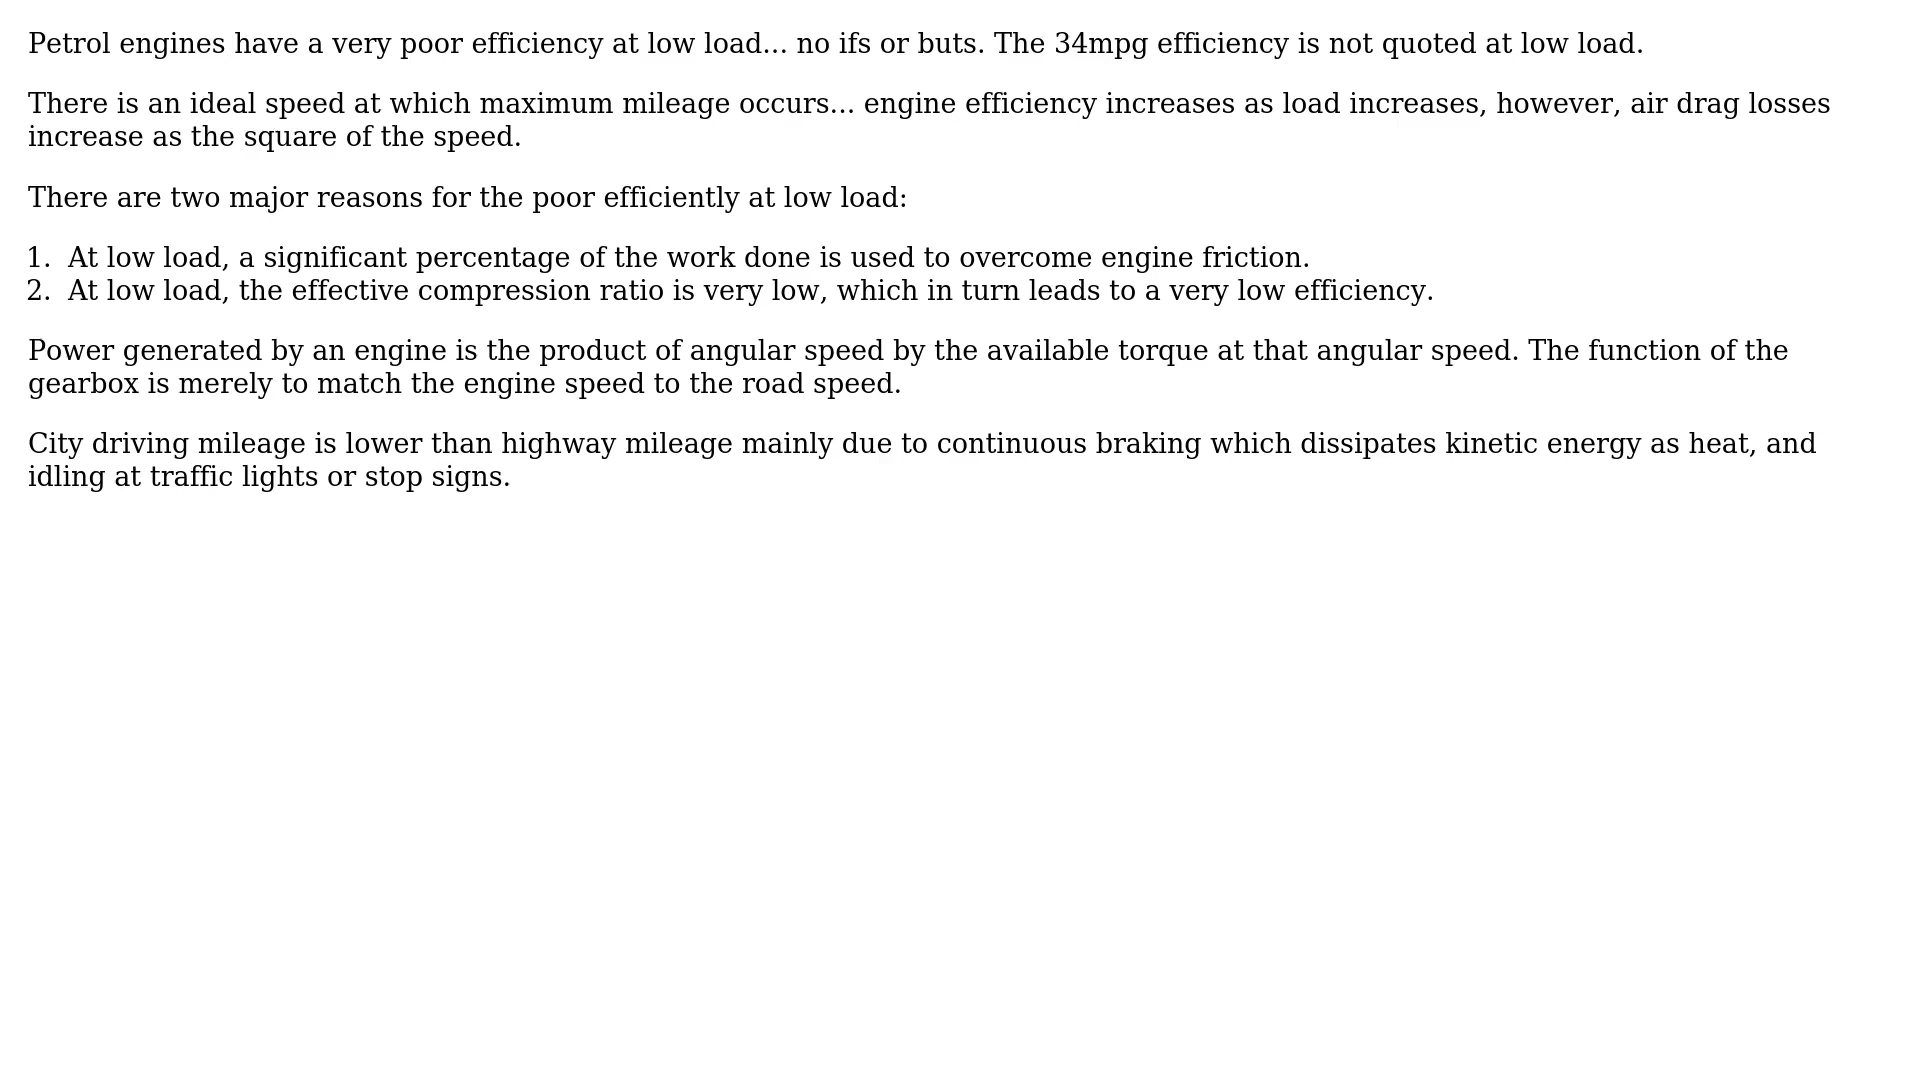 Petrol engines have a very poor efficiency at low load... no ifs or buts. The 34mpg efficiency is not quoted at low load.
There is an ideal speed at which maximum mileage occurs... engine efficiency increases as load increases, however, air drag losses
increase as the square of the speed.
There are two major reasons for the poor efficiently at low load:
1. At low load, a significant percentage of the work done is used to overcome engine friction.
2. At low load, the effective compression ratio is very low, which in turn leads to a very low efficiency.
Power generated by an engine is the product of angular speed by the available torque at that angular speed. The function of the
gearbox is merely to match the engine speed to the road speed.
City driving mileage is lower than highway mileage mainly due to continuous braking which dissipates kinetic energy as heat, and
idling at traffic lights or stop signs.